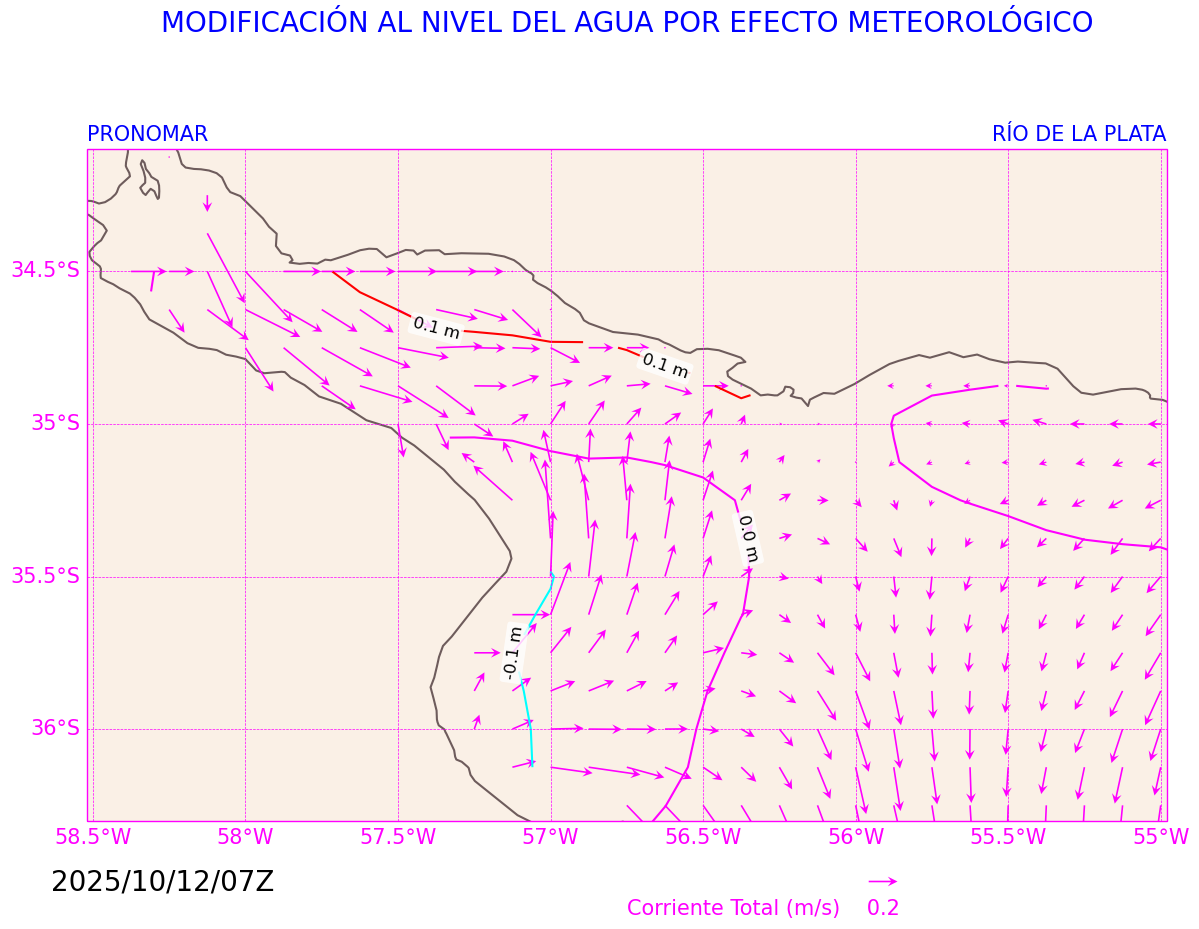 MODIFICACIÓN AL NIVEL DEL AGUA POR EFECTO METEOROLÓGICO
PRONOMAR
RÍO DE LA PLATA
34.5°S
0.1 m
0.1 m
35°S
0.0 m
35.5°S
-0.1 m
36°S
58.5°W 58°W 57.5°W 57°W 56.5°W 56°W 55.5°W 55°W
2025/10/12/07Z
Corriente Total (m/s) 0.2